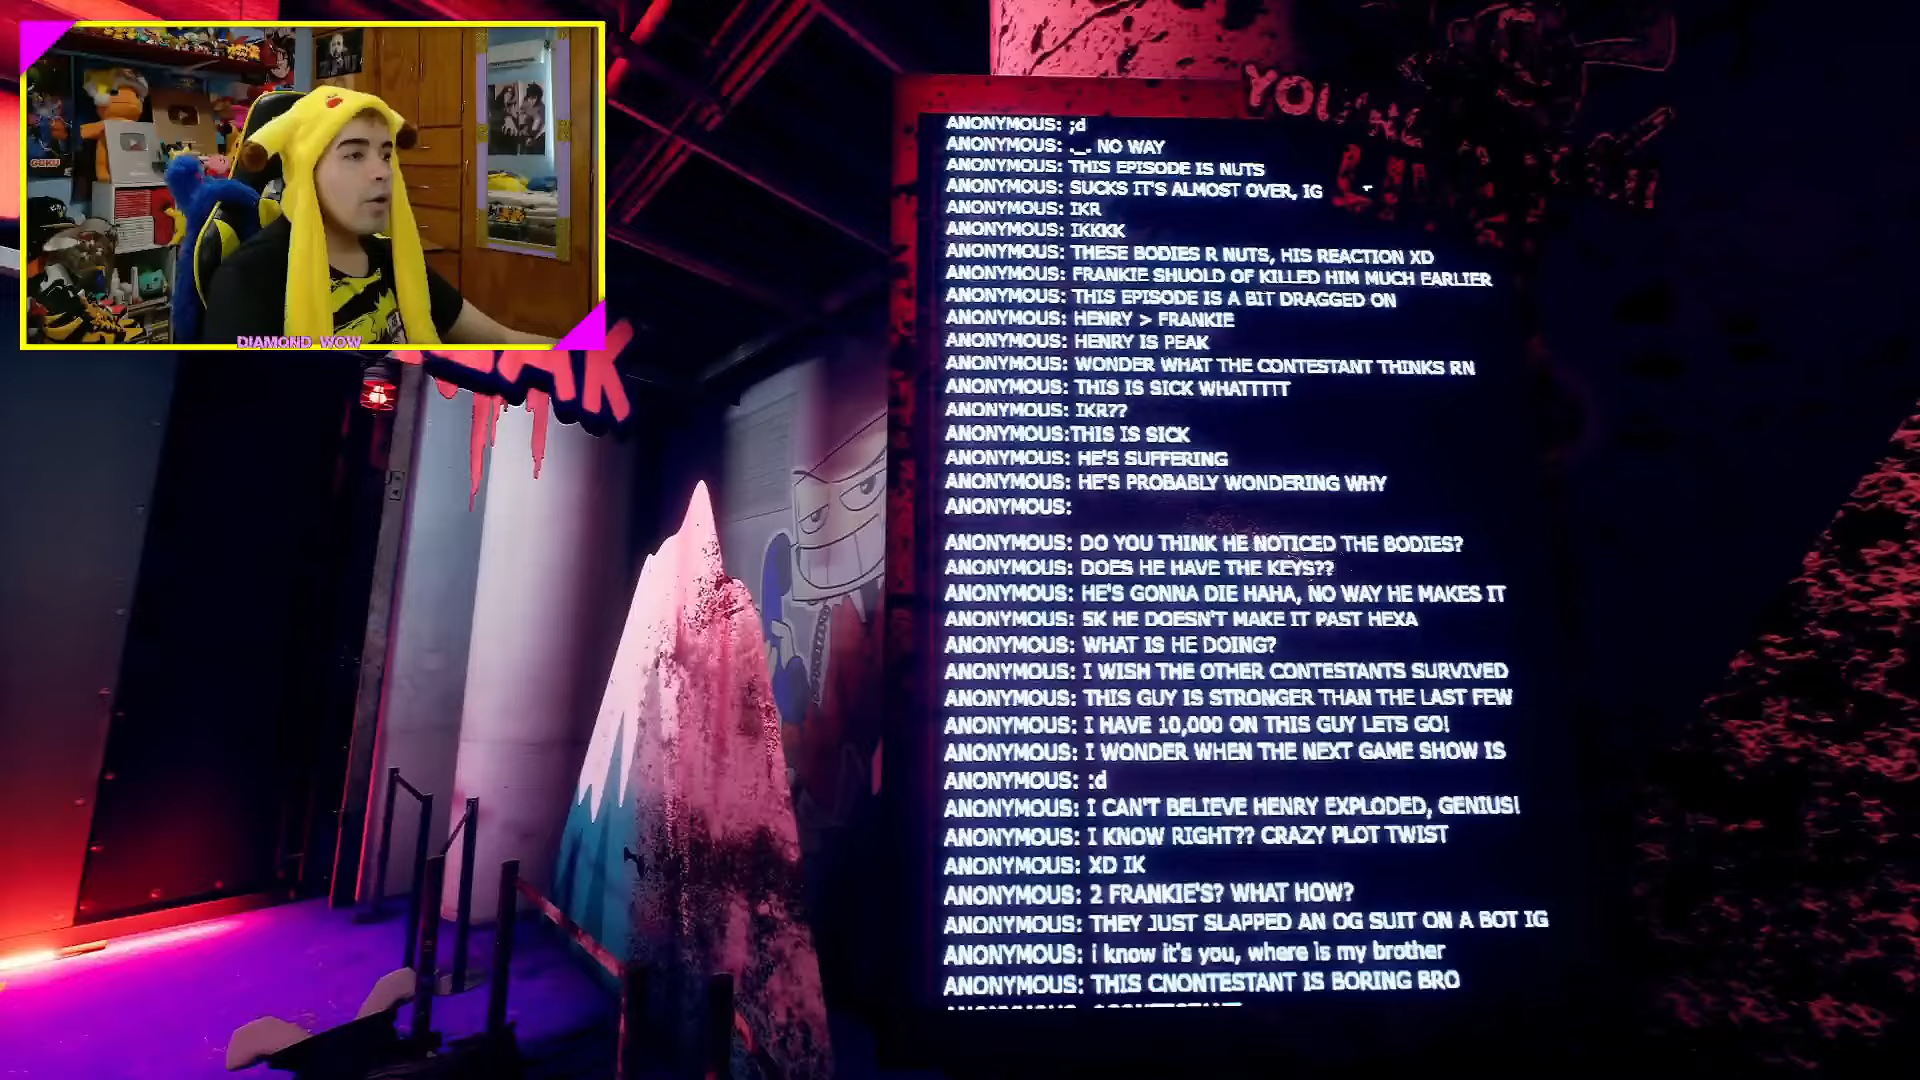 GOKU
DIAMOND WOW
ANONYMOUS: ;d
ANONYMOUS: ._. NO WAY
ANONYMOUS: THIS EPISODE IS NUTS
ANONYMOUS: SUCKS IT'S ALMOST OVER, IG
ANONYMOUS: IKR
ANONYMOUS: IKKKK
ANONYMOUS: THESE BODIES R NUTS, HIS REACTION XD
ANONYMOUS: FRANKIE SHUOLD OF KILLED HIM MUCH EARLIER
ANONYMOUS: THIS EPISODE IS A BIT DRAGGED ON
ANONYMOUS: HENRY > FRANKIE
ANONYMOUS: HENRY IS PEAK
ANONYMOUS: WONDER WHAT THE CONTESTANT THINKS RN
ANONYMOUS: THIS IS SICK WHATTTTT
ANONYMOUS: IKR??
ANONYMOUS:THIS IS SICK
ANONYMOUS: HE'S SUFFERING
ANONYMOUS: HE'S PROBABLY WONDERING WHY
ANONYMOUS:
ANONYMOUS: DO YOU THINK HE NOTICED THE BODIES?
ANONYMOUS: DOES HE HAVE THE KEYS??
ANONYMOUS: HE'S GONNA DIE HAHA, NO WAY HE MAKES IT
ANONYMOUS: 5K HE DOESN'T MAKE IT PAST HEXA
ANONYMOUS: WHAT IS HE DOING?
ANONYMOUS: I WISH THE OTHER CONTESTANTS SURVIVED
ANONYMOUS: THIS GUY IS STRONGER THAN THE LAST FEW
ANONYMOUS: I HAVE 10,000 ON THIS GUY LETS GO!
ANONYMOUS: I WONDER WHEN THE NEXT GAME SHOW IS
ANONYMOUS: :d
ANONYMOUS: I CAN'T BELIEVE HENRY EXPLODED, GENIUS!
ANONYMOUS: I KNOW RIGHT?? CRAZY PLOT TWIST
ANONYMOUS: XD IK
ANONYMOUS: 2 FRANKIE'S? WHAT HOW?
ANONYMOUS: THEY JUST SLAPPED AN OG SUIT ON A BOT IG
ANONYMOUS: i know it's you, where is my brother
ANONYMOUS: THIS CNONTESTANT IS BORING BRO